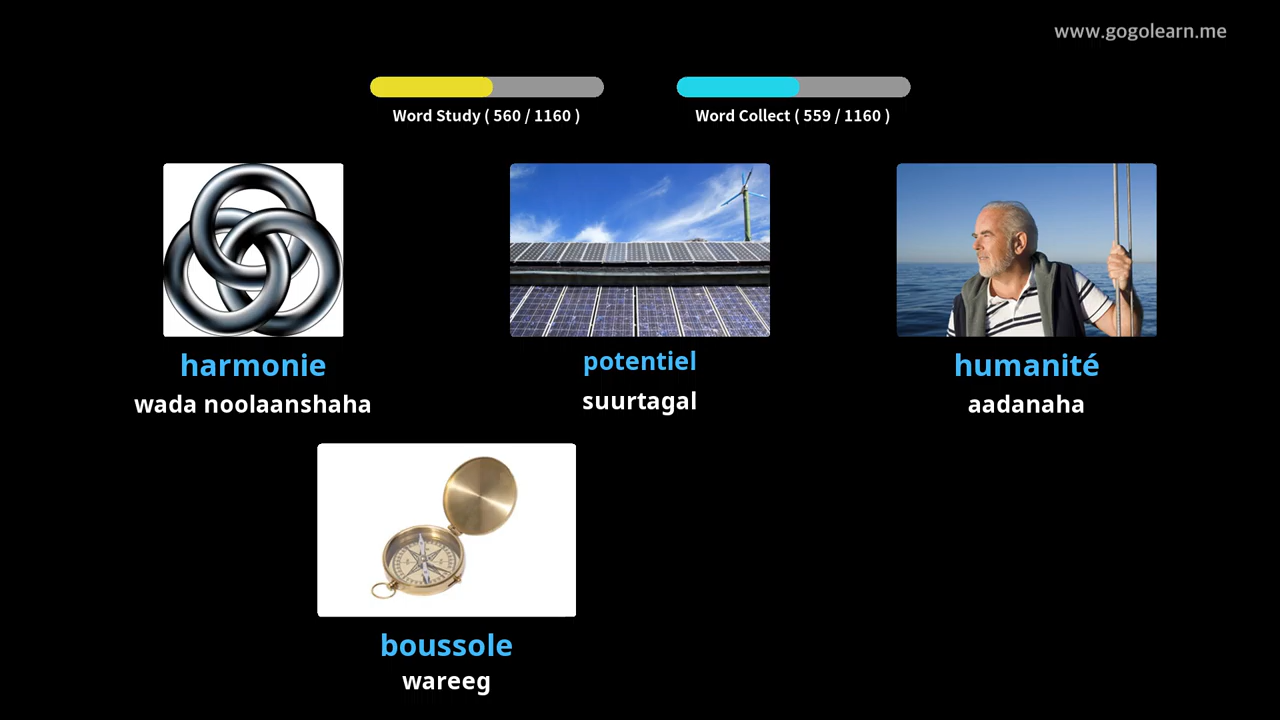 www.gogolearn.me
Word Study ( 560 / 1160 )
Word Collect ( 559 / 1160 )
harmonie
wada noolaanshaha
potentiel
suurtagal
humanité
aadanaha
boussole
wareeg